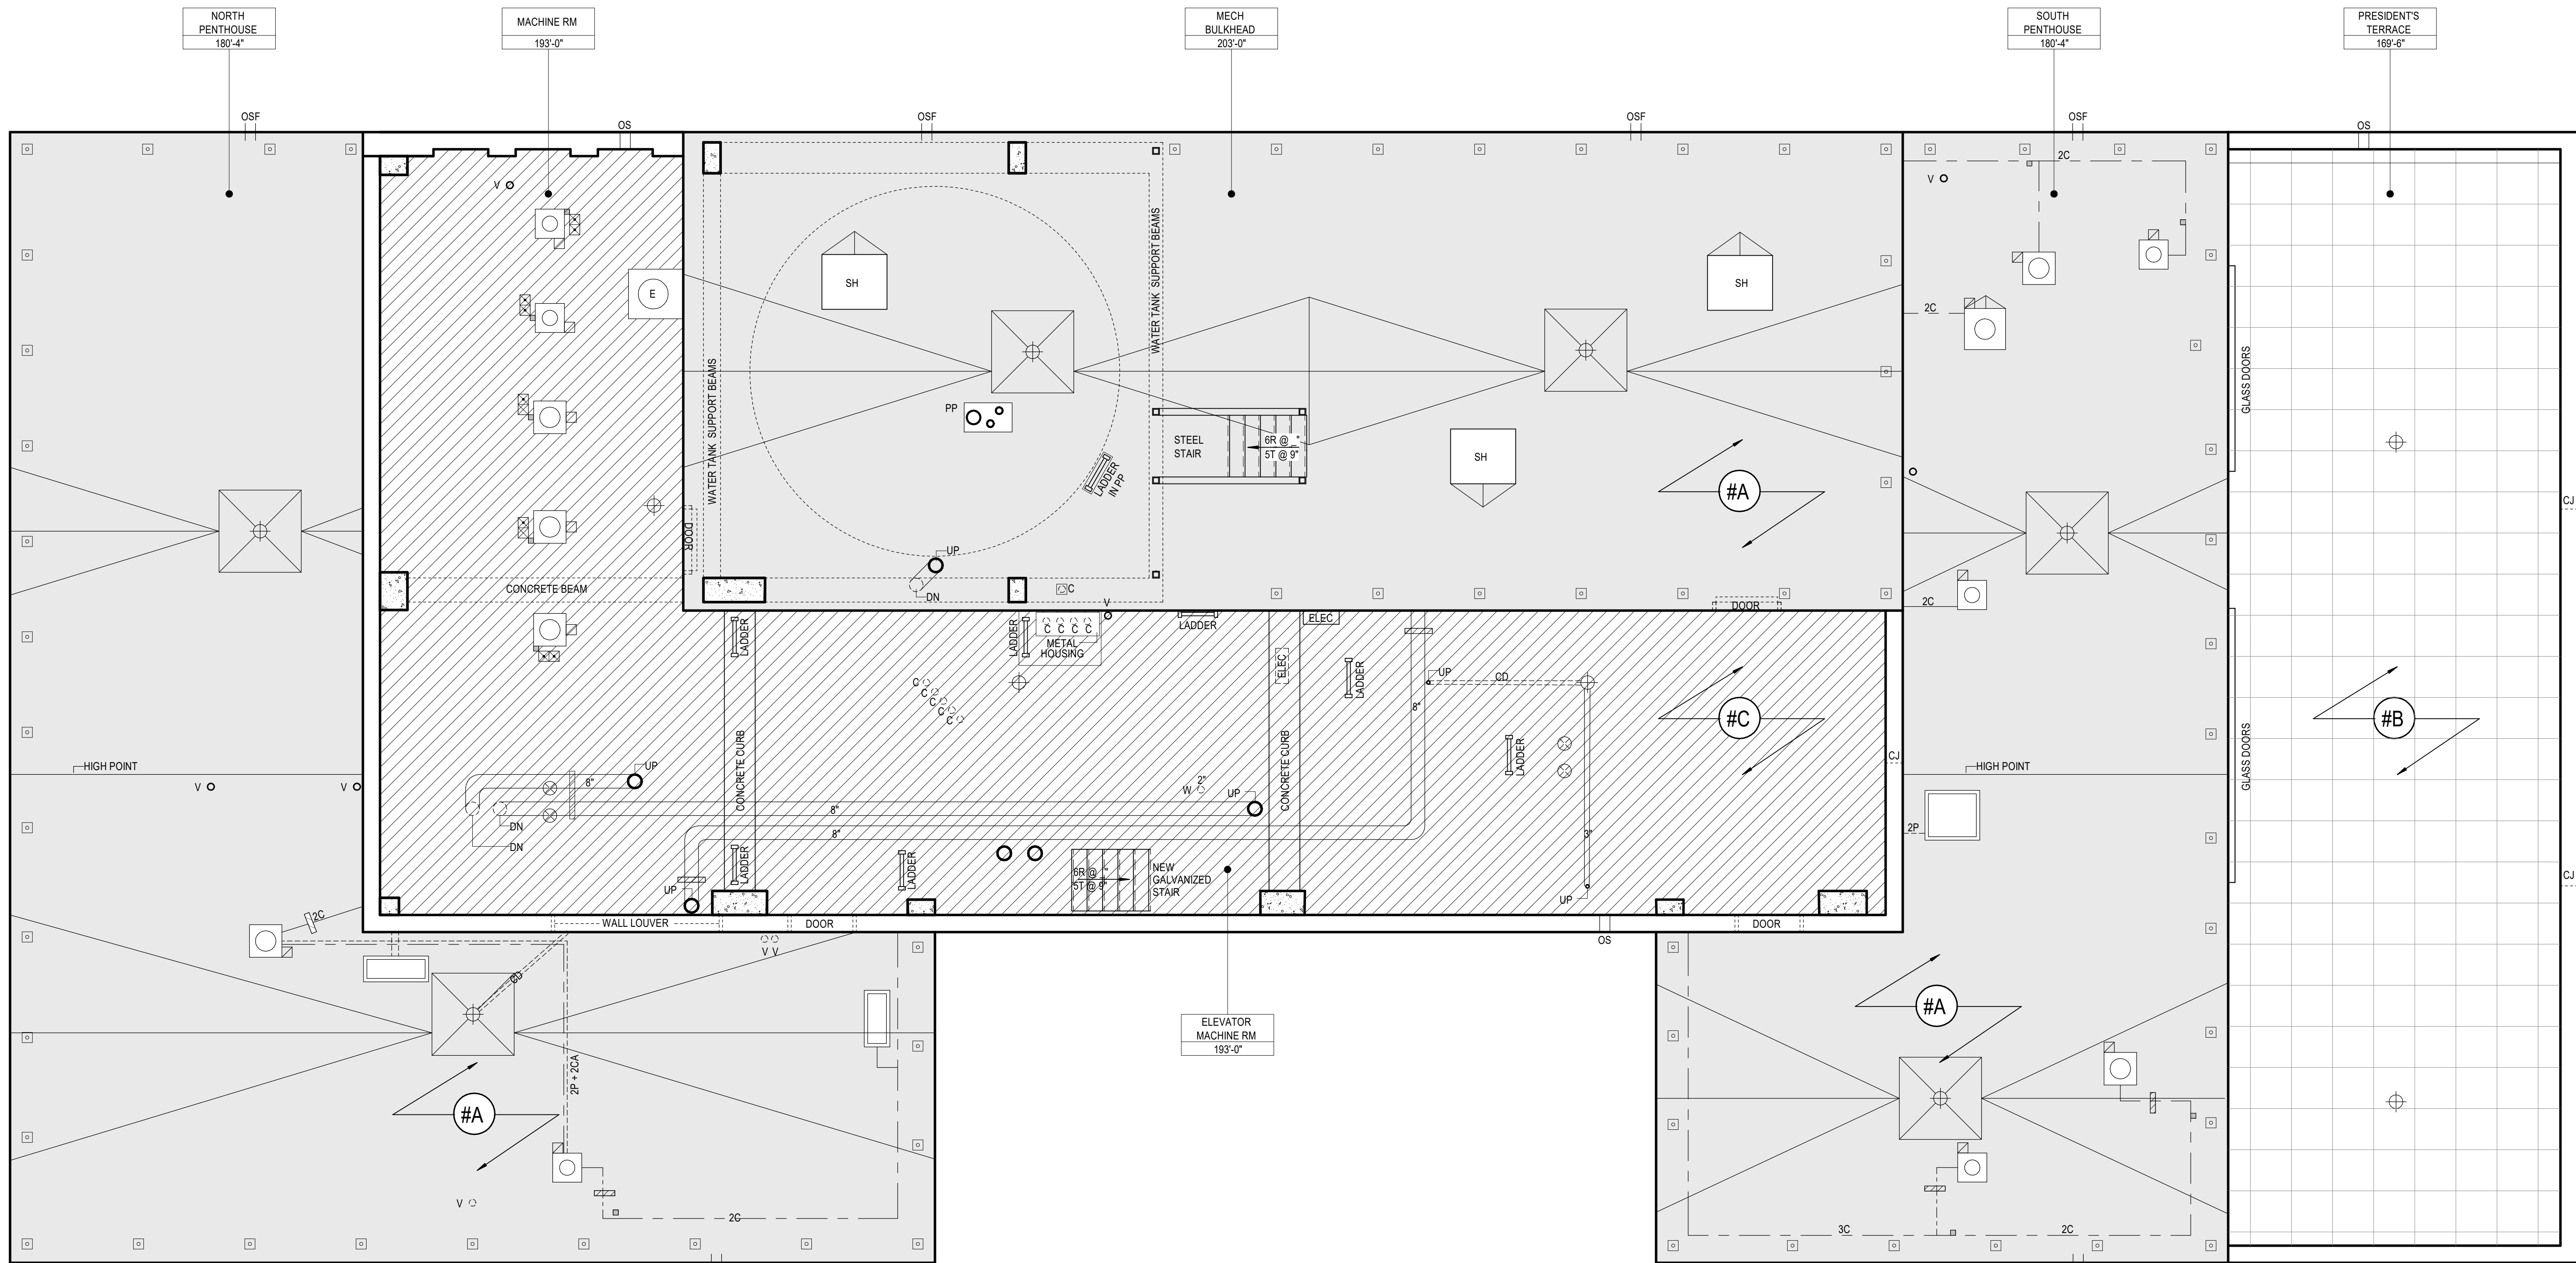 NORTH
PENTHOUSE
180'-4"
MACHINE RM
193'-0"
MECH
BULKHEAD
203'-0"
SOUTH
PENTHOUSE
180'-4"
PRESIDENT'S
TERRACE
169'-6"
OSF
OS
OSF
OSF
OSF
OS
V
2C
V
WATER TANK SUPPORT BEAMS
SH
SH
E
2C
WATER TANK SUPPORT BEAMS
GLASS DOORS
PP
STEEL
STAIR
6R @ _"
5T @ 9"
SH
LADDER
IN PP
#A
CJ
DOOR
UP
DN
CONCRETE BEAM
C
V
DOOR
2C
LADDER
LADDER
C C C C
METAL
HOUSING
LADDER
ELEC
ELEC
LADDER
UP
CD
C
C
C
C
C
8"
#C
#B
CONCRETE CURB
CONCRETE CURB
LADDER
GLASS DOORS
CJ
HIGH POINT
HIGH POINT
V
V
8"
UP
2"
W
UP
8"
DN
8"
DN
3"
2P
LADDER
LADDER
6R @ _"
5T @ 9"
NEW
GALVANIZED
STAIR
UP
UP
CJ
2C
WALL LOUVER
DOOR
DOOR
OS
V V
CD
#A
ELEVATOR
MACHINE RM
193'-0"
2P + 2CA
#A
V
2C
3C
2C